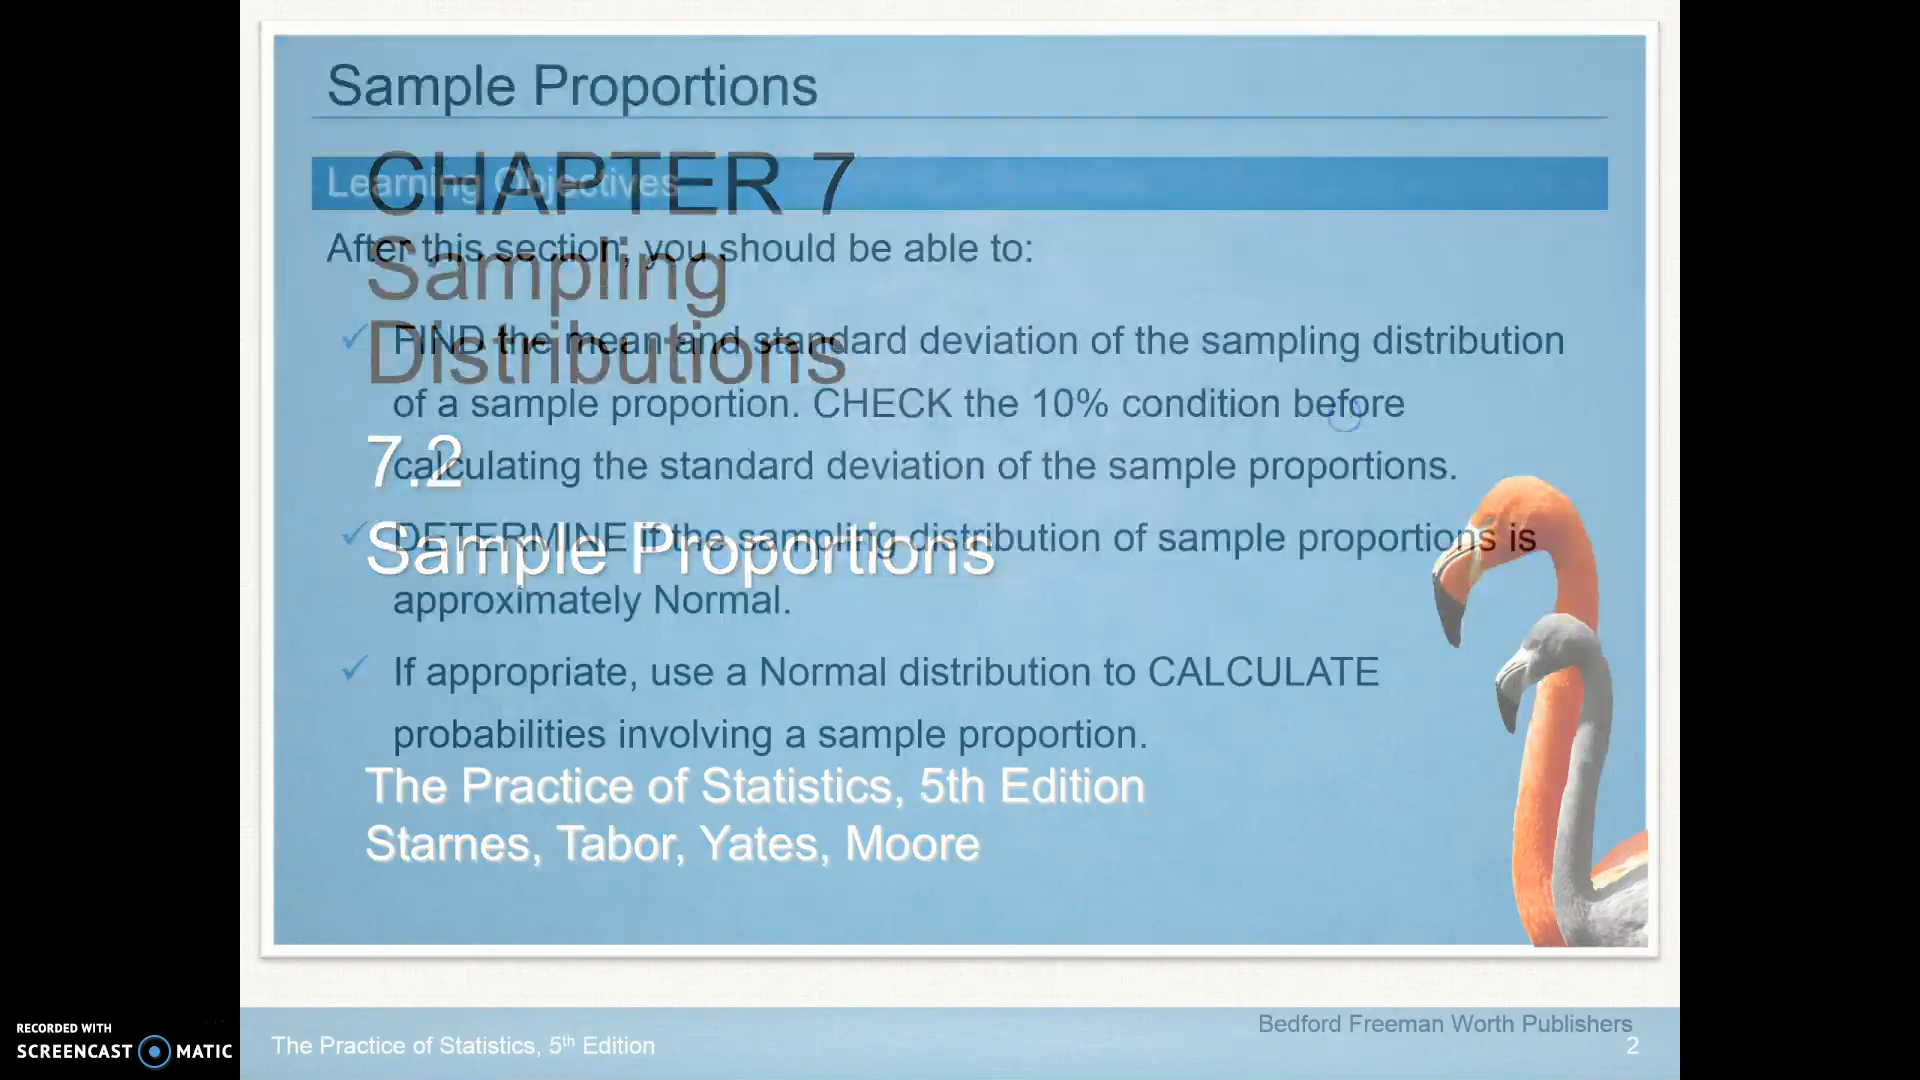 Sample Proportions
CHAPTER 7
Learning Objectives
After this section, you should be able to:
Sampling
FIND the mean and standard deviation of the sampling distribution
Distributions
of a sample proportion. CHECK the 10% condition before
7.2
calculating the standard deviation of the sample proportions.
DETERMINE if the sampling distribution of sample proportions is
Sample Proportions
approximately Normal.
If appropriate, use a Normal distribution to CALCULATE
probabilities involving a sample proportion.
The Practice of Statistics, 5th Edition
Starnes, Tabor, Yates, Moore
Bedford Freeman Worth Publishers
The Practice of Statistics, 5th Edition
2
RECORDED WITH
SCREENCAST MATIC